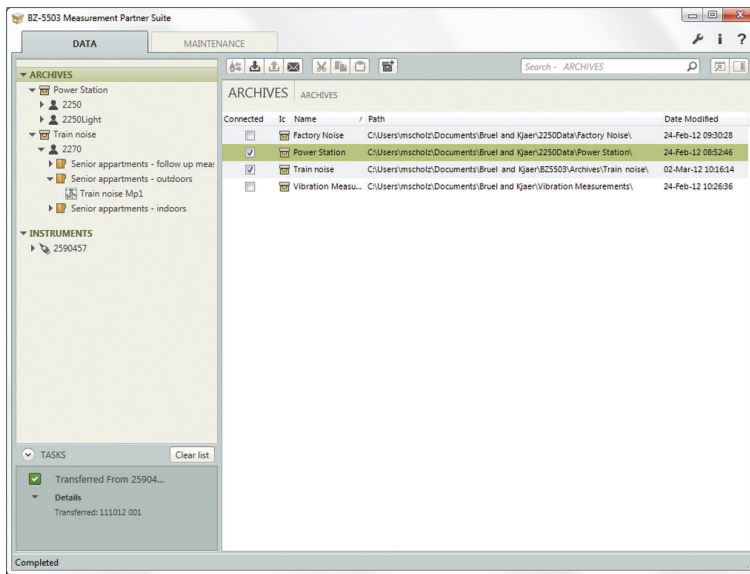 BZ-5503 Measurement Partner Suite
DATA MAINTENANCE
i ?
Search - ARCHIVES
ARCHIVES
Power Station
2250
2250Light
Train noise
2270
Senior appartments - follow up meas
Senior appartments - outdoors
Train noise Mp1
Senior appartments - indoors
INSTRUMENTS
2590457
ARCHIVES ARCHIVES
Connected Ic Name / Path Date Modified
Factory Noise C:\Users\mscholz\Documents\Bruel and Kjaer\2250Data\Factory Noise\ 24-Feb-12 09:30:28
Power Station C:\Users\mscholz\Documents\Bruel and Kjaer\2250Data\Power Station\ 24-Feb-12 08:52:46
Train noise C:\Users\mscholz\Documents\Bruel and Kjaer\BZ5503\Archives\Train noise\ 02-Mar-12 10:16:14
Vibration Measu... C:\Users\mscholz\Documents\Bruel and Kjaer\Vibration Measurements\ 24-Feb-12 10:26:36
TASKS Clear list
Transferred From 25904...
Details
Transferred: 111012 001
Completed